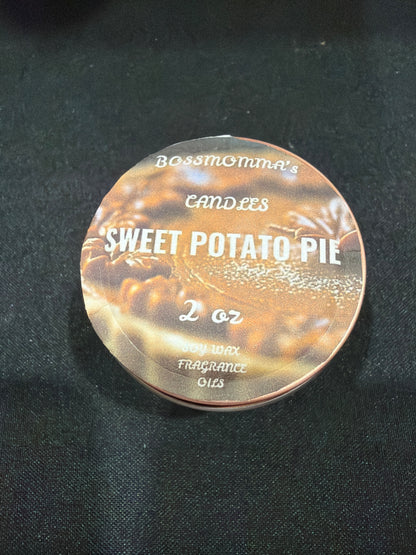 BOSSMOMMA's
CANDLES
SWEET POTATO PIE
2 oz
SOY WAX
FRAGRANCE
OILS